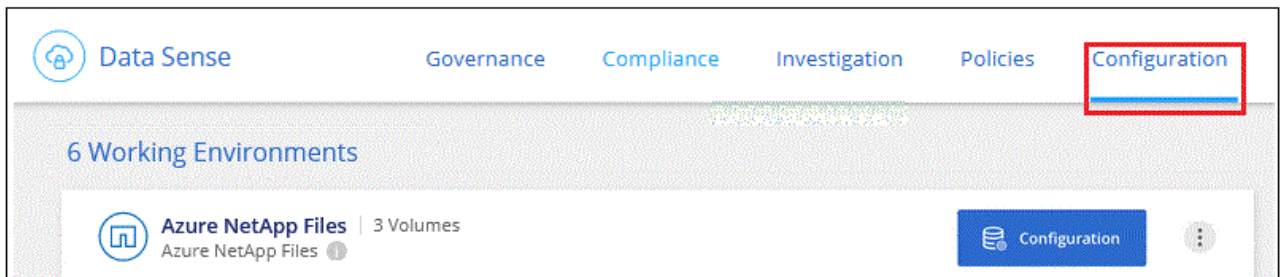 Data Sense Governance Compliance Investigation Policies Configuration
6 Working Environments
Azure NetApp Files | 3 Volumes
Azure NetApp Files
Configuration